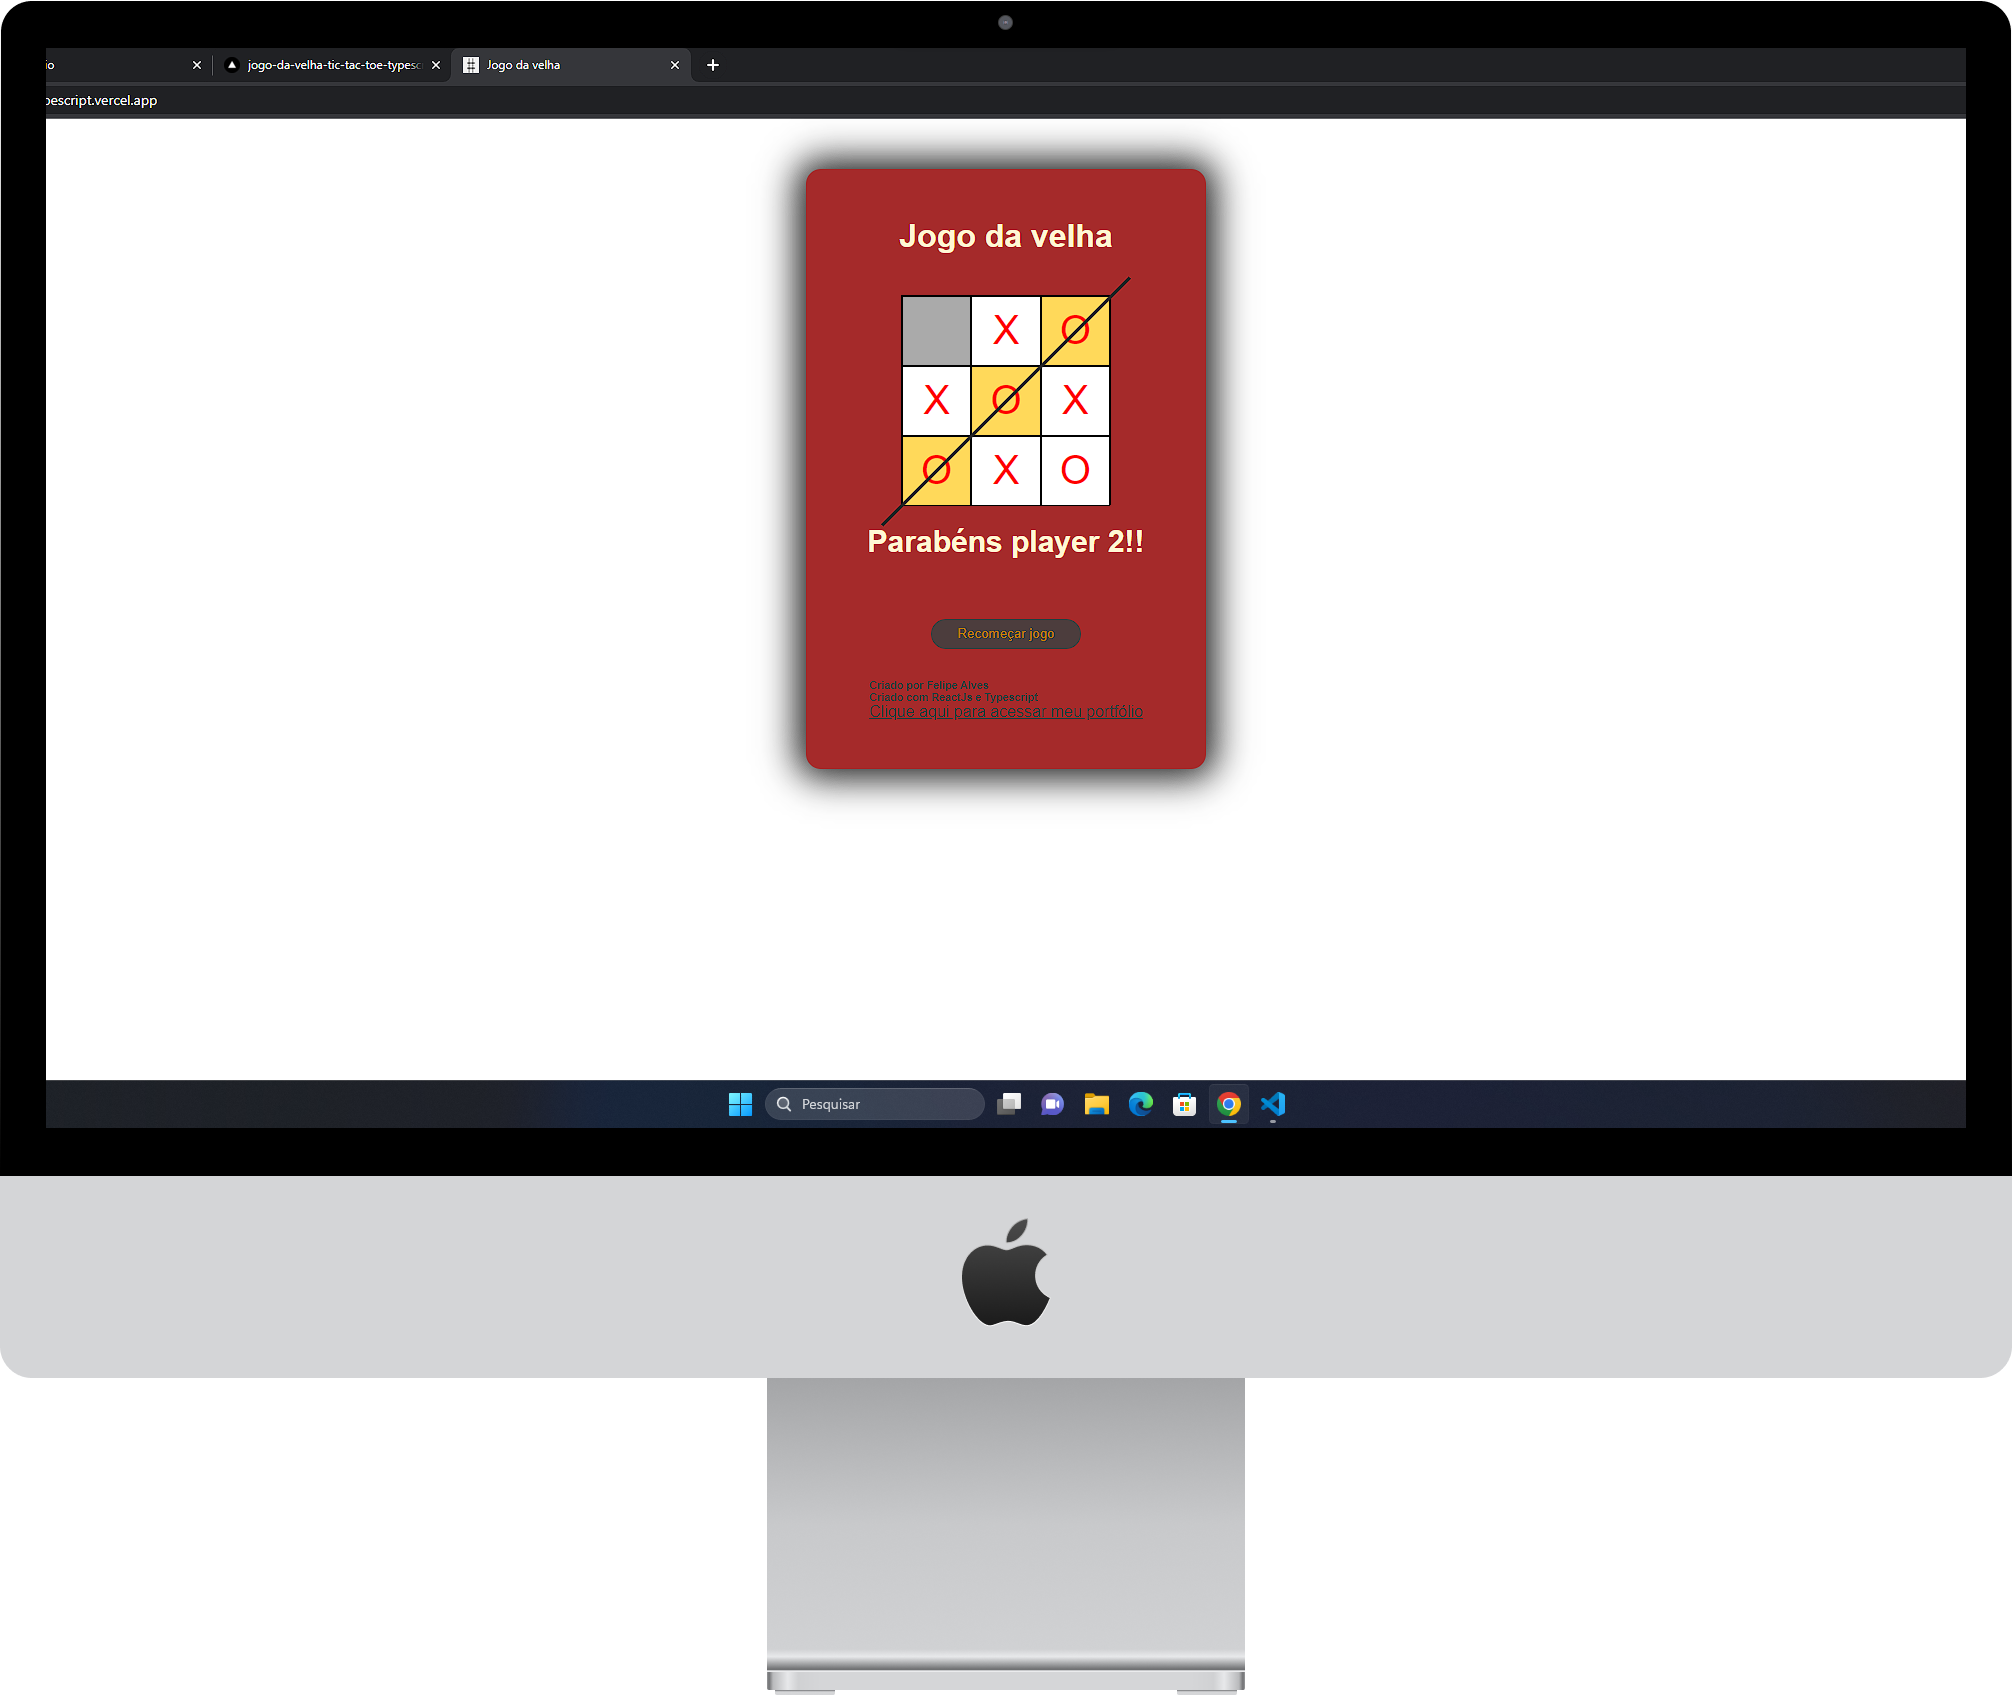 io
jogo-da-velha-tic-tac-toe-typesc
Jogo da velha
pescript.vercel.app
Jogo da velha
X O
X O X
O X O
Parabéns player 2!!
Recomeçar jogo
Criado por Felipe Alves
Criado com ReactJs e Typescript
Clique aqui para acessar meu portfólio
Pesquisar